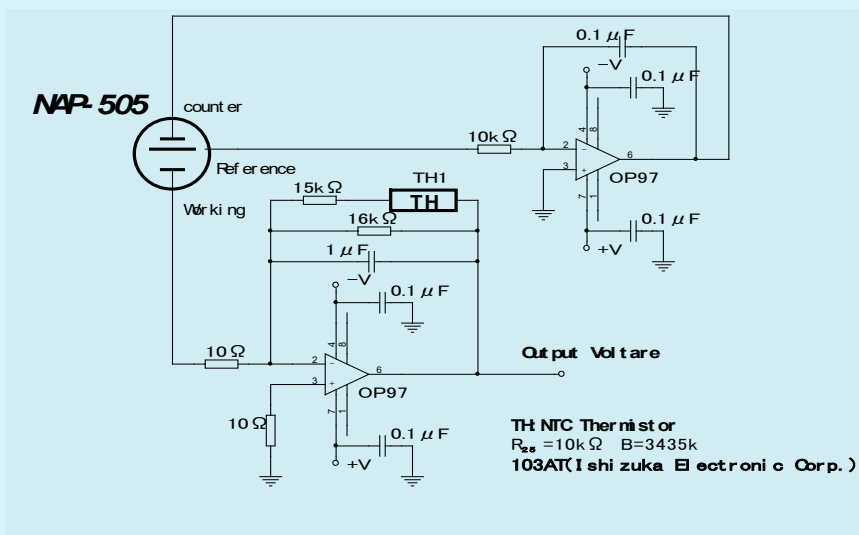 0.1 μF
−V
0.1 μF
NAP-505
counter
4
8
10kΩ
2
−
6
3
+
OP97
Reference
TH1
15kΩ
TH
7
1
Working
16kΩ
0.1 μF
1 μF
+V
−V
0.1 μF
4
8
10Ω
2
−
6
Output Voltare
3
+
OP97
10Ω
7
1
0.1 μF
TH:NTC Thermistor
R25 =10kΩ B=3435k
+V
103AT(Ishizuka Electronic Corp.)